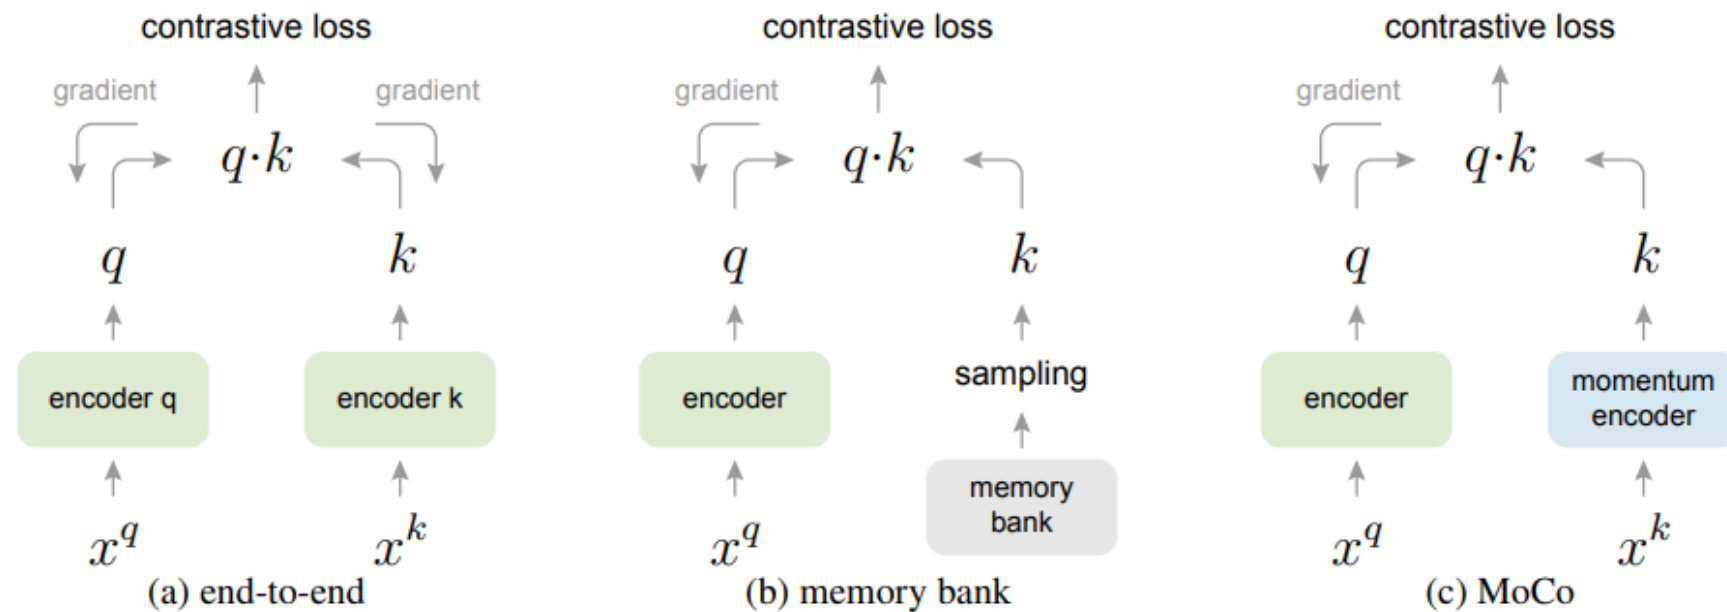 contrastive loss
gradient gradient
q·k
q k
encoder q encoder k
x^q x^k
(a) end-to-end
contrastive loss
gradient
q·k
q k
encoder sampling
memory
bank
x^q
(b) memory bank
contrastive loss
gradient
q·k
q k
encoder momentum
encoder
x^q x^k
(c) MoCo